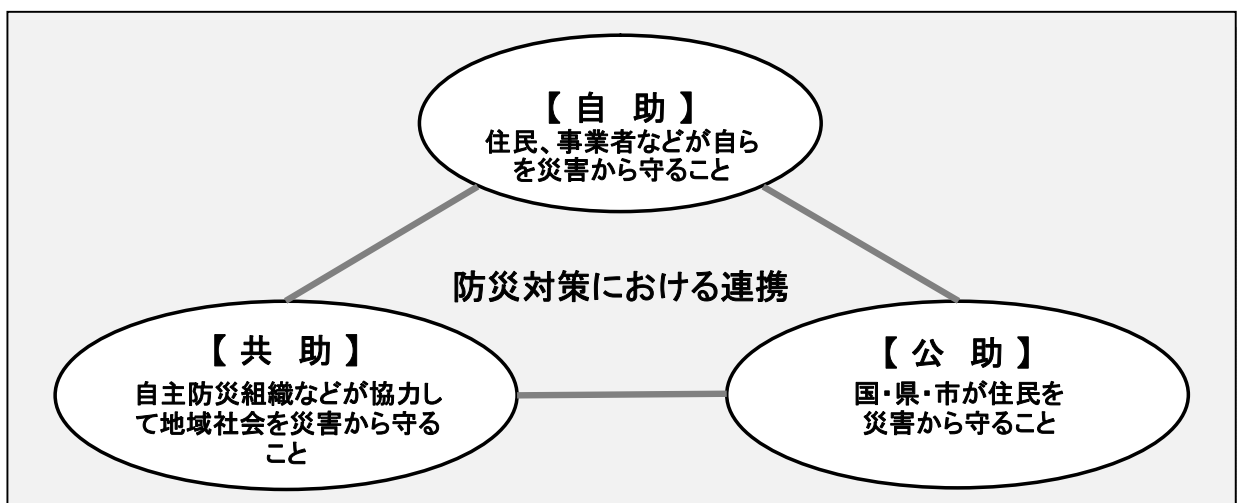 【 自　助 】
住民、事業者などが自ら
を災害から守ること
防災対策における連携
【 共　助 】
自主防災組織などが協力し
て地域社会を災害から守る
こと
【 公　助 】
国・県・市が住民を
災害から守ること